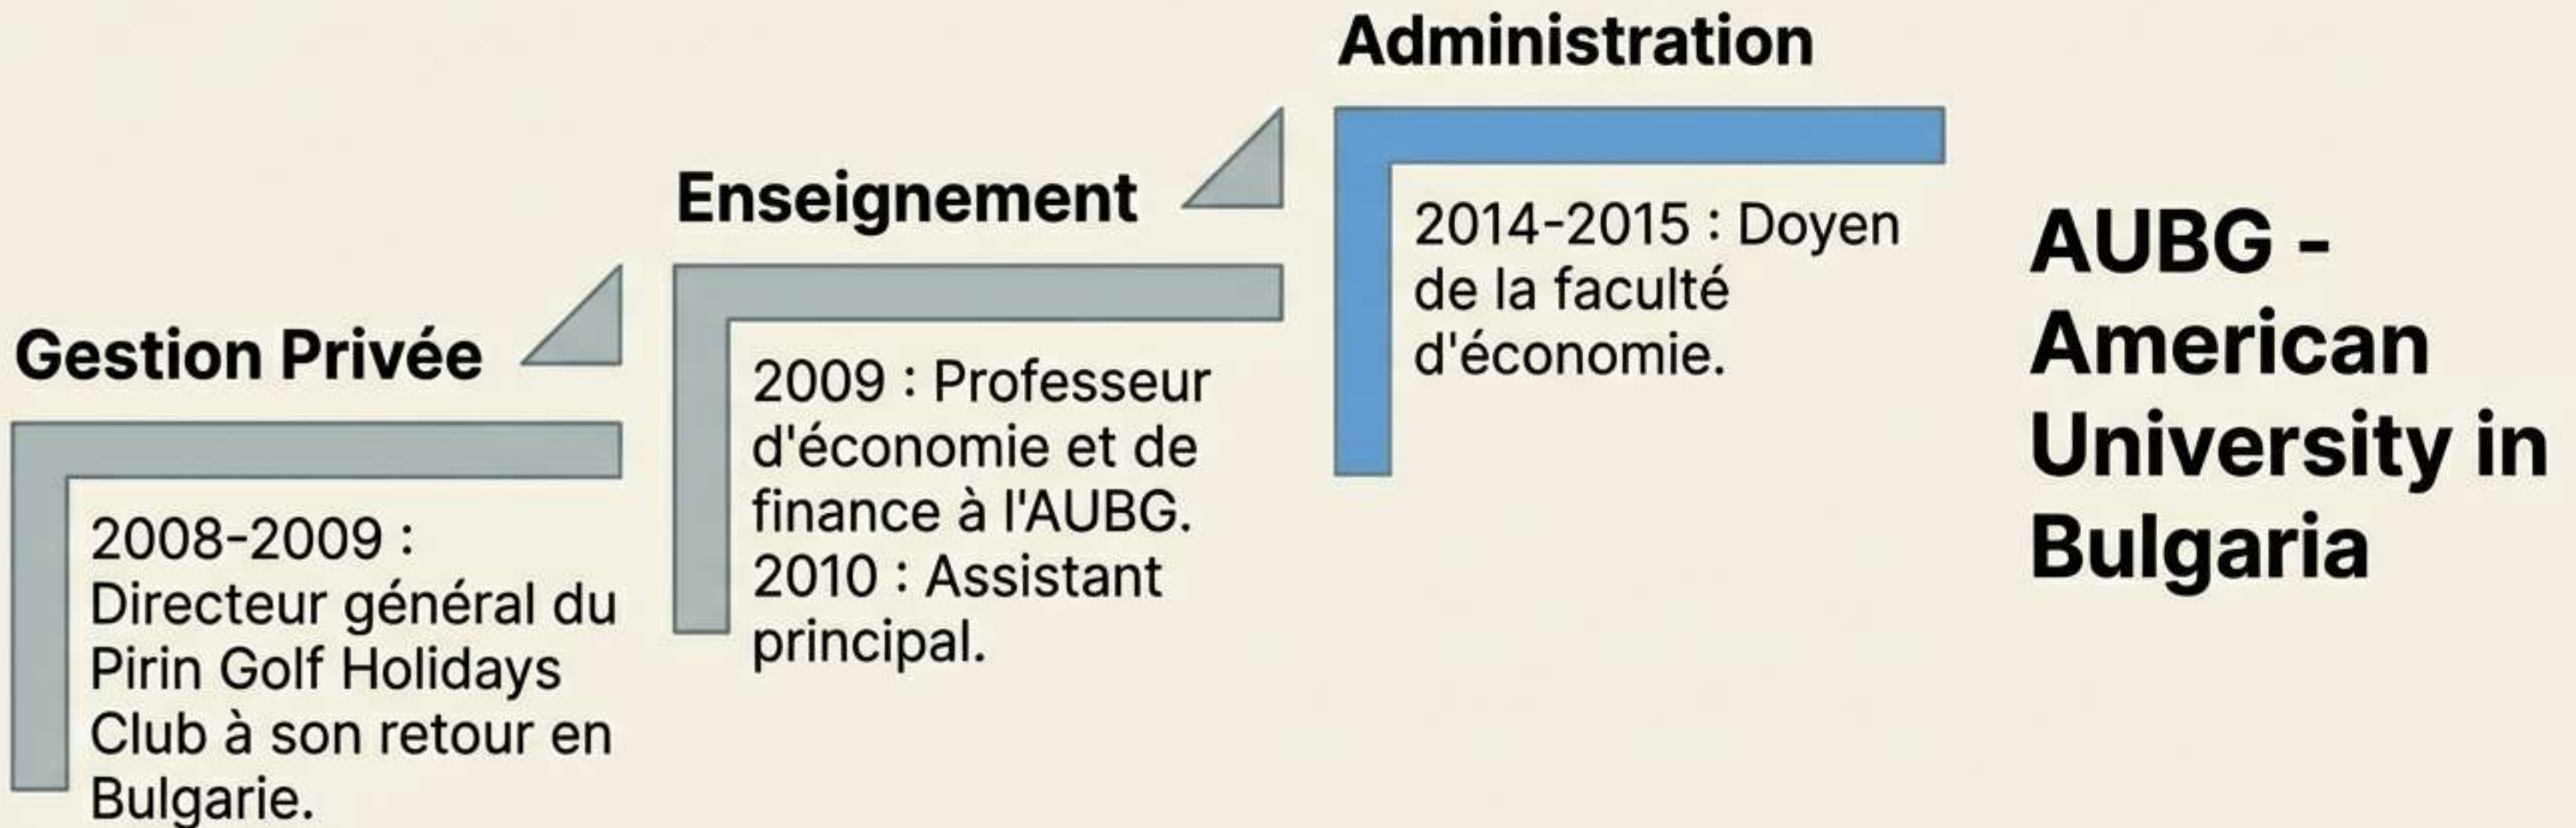 Gestion Privée
2008-2009 :
Directeur général du
Pirin Golf Holidays
Club à son retour en
Bulgarie.
Enseignement
2009 : Professeur
d'économie et de
finance à l'AUBG.
2010 : Assistant
principal.
Administration
2014-2015 : Doyen
de la faculté
d'économie.
AUBG -
American
University in
Bulgaria